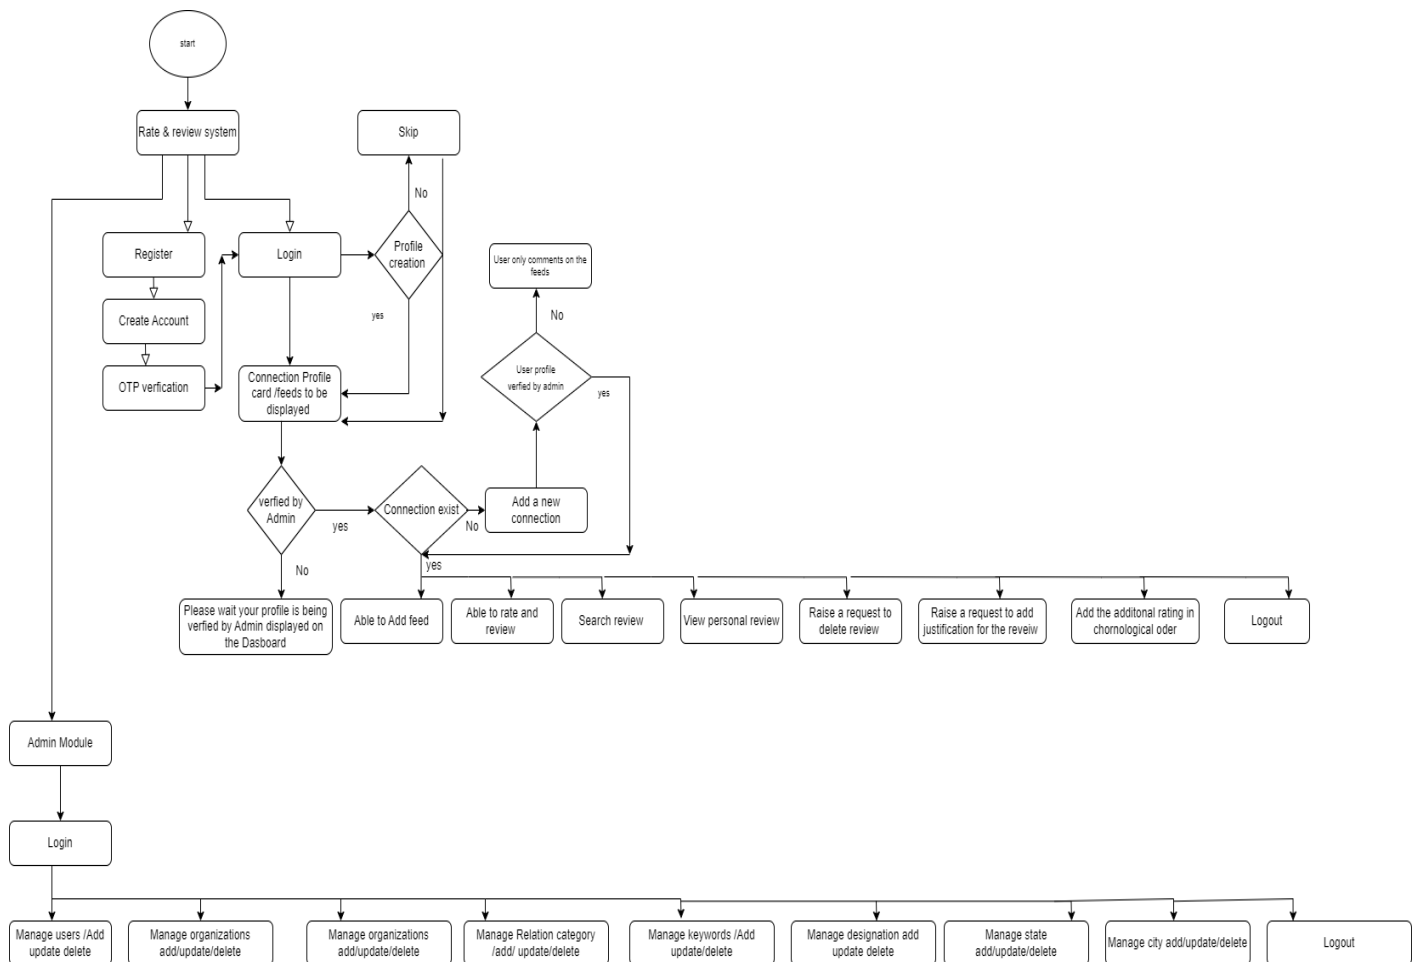 start
Rate & review system
Skip
No
Register
Login
Profile
creation
User only comments on the
feeds
Create Account
yes
No
OTP verfication
Connection Profile
card /feeds to be
displayed
User profile
verfied by admin
yes
verfied by
Admin
yes
Connection exist
No
Add a new
connection
No
yes
Please wait your profile is being
verfied by Admin displayed on
the Dasboard
Able to Add feed
Able to rate and
review
Search review
View personal review
Raise a request to
delete review
Raise a request to add
justification for the reveiw
Add the additonal rating in
chornological oder
Logout
Admin Module
Login
Manage users /Add
update delete
Manage organizations
add/update/delete
Manage organizations
add/update/delete
Manage Relation category
/add/ update/delete
Manage keywords /Add
update/delete
Manage designation add
update delete
Manage state
add/update/delete
Manage city add/update/delete
Logout